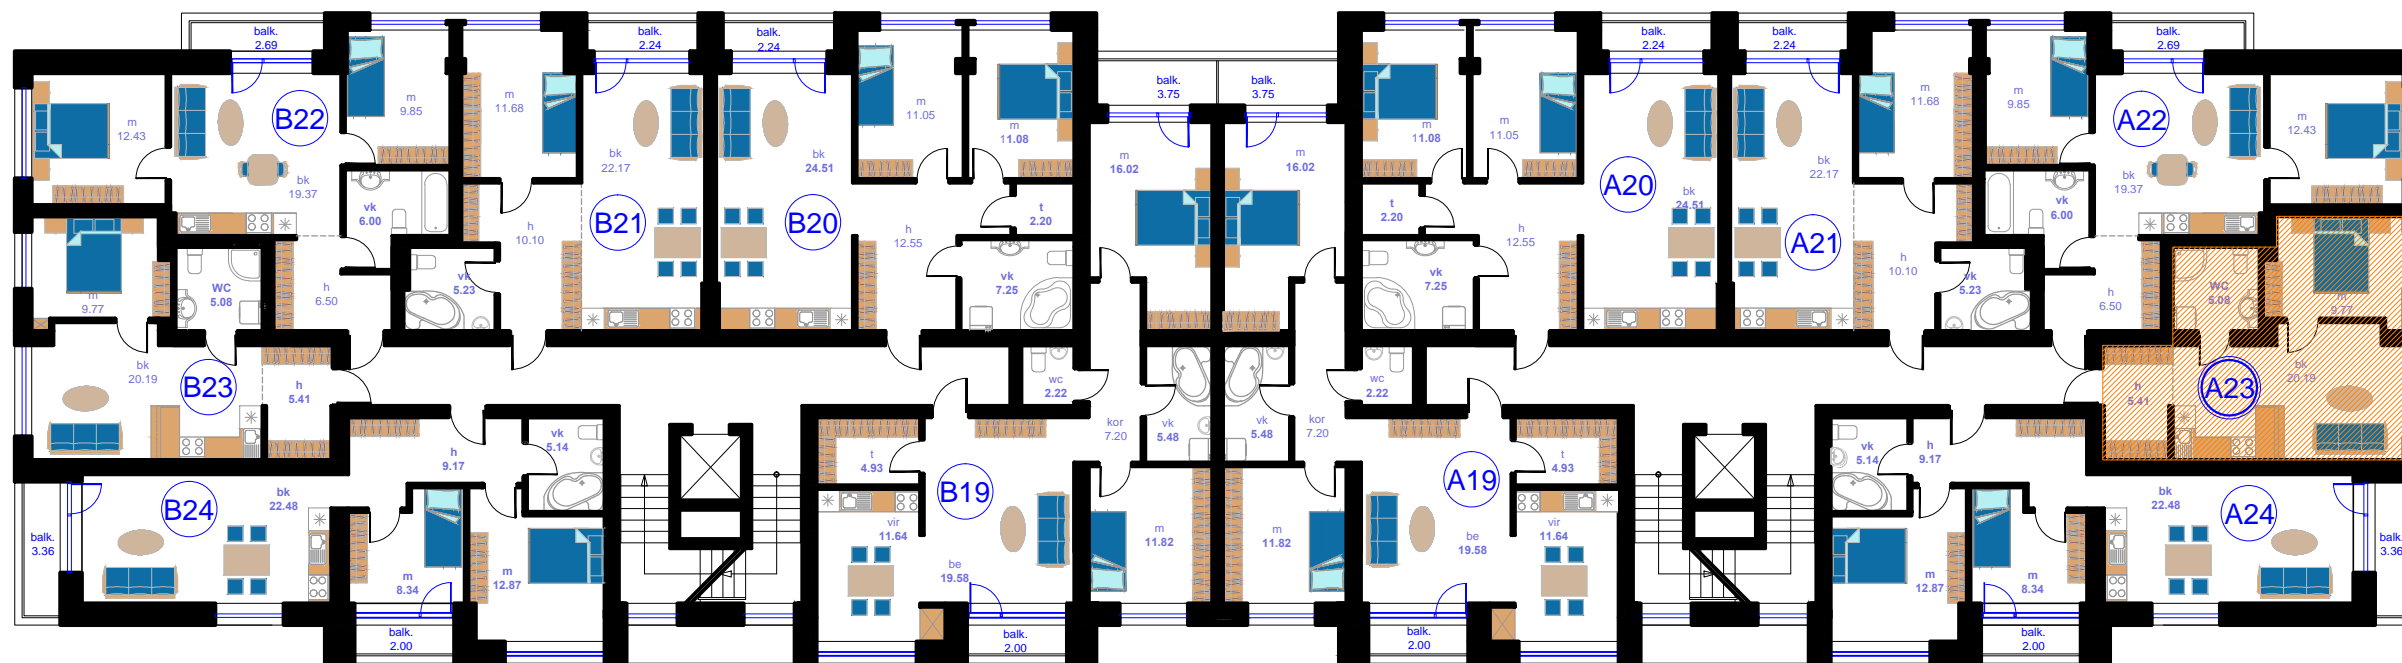 balk.
2.69
balk.
2.24
balk.
2.24
balk.
3.75
balk.
3.75
balk.
2.24
balk.
2.24
balk.
2.69
m
12.43
B22
bk
19.37
m
9.85
vk
6.00
h
6.50
m
11.68
h
10.10
vk
5.23
bk
22.17
B21
bk
24.51
B20
m
11.05
m
11.08
t
2.20
h
12.55
vk
7.25
m
16.02
m
16.02
m
11.08
m
11.05
t
2.20
h
12.55
vk
7.25
A20
bk
24.51
bk
22.17
A21
m
11.68
h
10.10
vk
5.23
m
9.85
vk
6.00
h
6.50
A22
bk
19.37
m
12.43
m
9.77
WC
5.08
bk
20.19
B23
h
5.41
WC
5.08
m
9.77
bk
20.19
A23
h
5.41
bk
22.48
B24
balk.
3.36
h
9.17
vk
5.14
m
8.34
m
12.87
balk.
2.00
t
4.93
B19
vir
11.64
be
19.58
balk.
2.00
wc
2.22
kor
7.20
vk
5.48
m
11.82
vk
5.48
kor
7.20
wc
2.22
m
11.82
A19
t
4.93
be
19.58
vir
11.64
balk.
2.00
vk
5.14
h
9.17
m
12.87
m
8.34
balk.
2.00
bk
22.48
A24
balk.
3.36